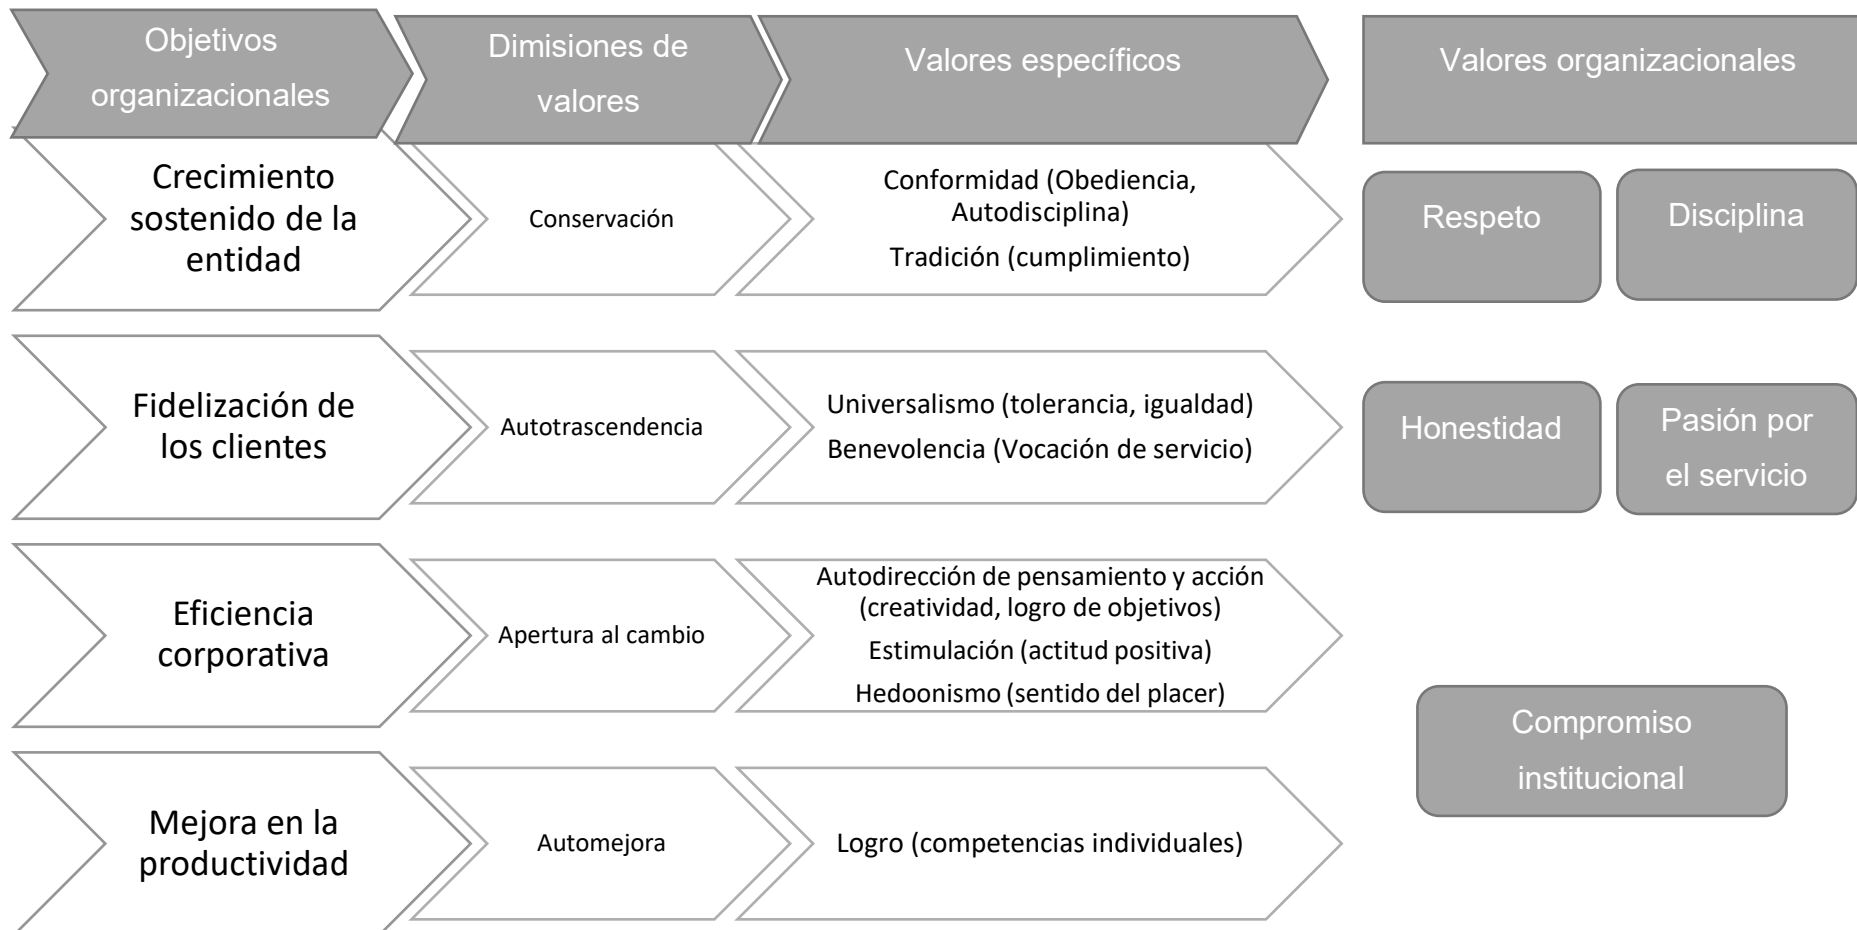 Objetivos
organizacionales
Dimisiones de
valores
Valores específicos
Valores organizacionales
Crecimiento
sostenido de la
entidad
Conservación
Conformidad (Obediencia,
Autodisciplina)
Tradición (cumplimiento)
Respeto
Disciplina
Fidelización de
los clientes
Autotrascendencia
Universalismo (tolerancia, igualdad)
Benevolencia (Vocación de servicio)
Honestidad
Pasión por
el servicio
Eficiencia
corporativa
Apertura al cambio
Autodirección de pensamiento y acción
(creatividad, logro de objetivos)
Estimulación (actitud positiva)
Hedoonismo (sentido del placer)
Compromiso
institucional
Mejora en la
productividad
Automejora
Logro (competencias individuales)